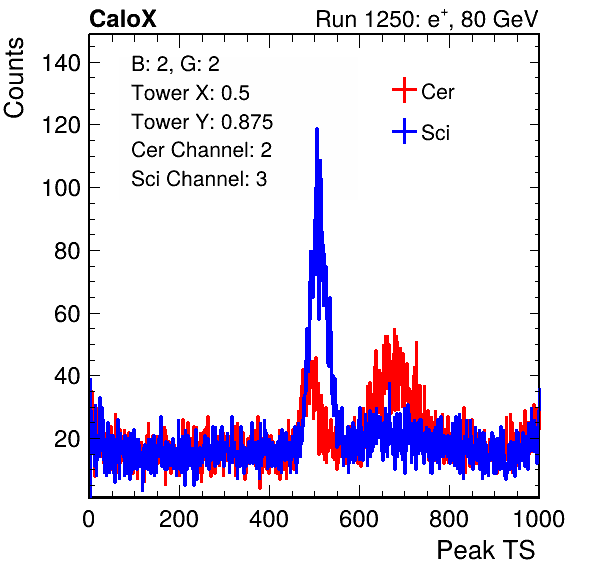 CaloX Run 1250: e⁺, 80 GeV
Counts
B: 2, G: 2
Tower X: 0.5
Tower Y: 0.875
Cer Channel: 2
Sci Channel: 3
Cer
Sci
140
120
100
80
60
40
20
0 200 400 600 800 1000
Peak TS